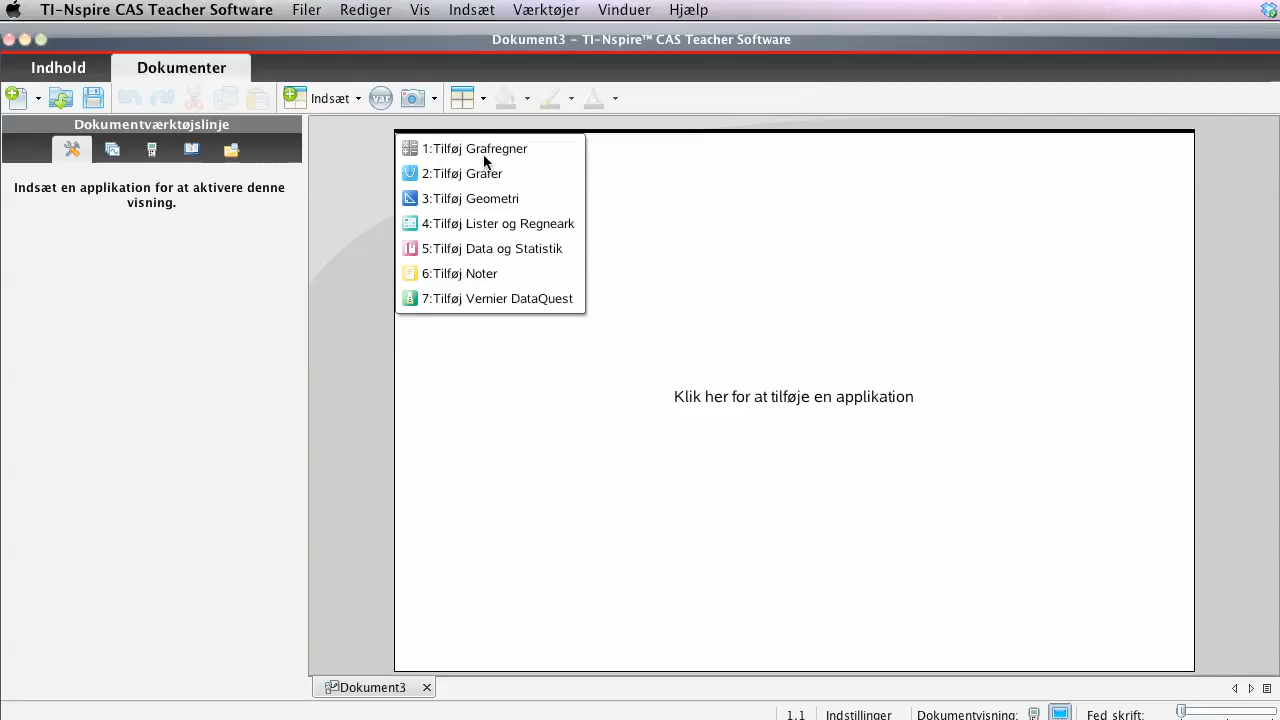 TI-Nspire CAS Teacher Software Filer Rediger Vis Indsæt Værktøjer Vinduer Hjælp
Dokument3 – TI-Nspire™ CAS Teacher Software
Indhold Dokumenter
Indsæt var
Dokumentværktøjslinje
Indsæt en applikation for at aktivere denne
visning.
1:Tilføj Grafregner
2:Tilføj Grafer
3:Tilføj Geometri
4:Tilføj Lister og Regneark
5:Tilføj Data og Statistik
6:Tilføj Noter
7:Tilføj Vernier DataQuest
Klik her for at tilføje en applikation
Dokument3
1.1 Indstillinger Dokumentvisning: Fed skrift: